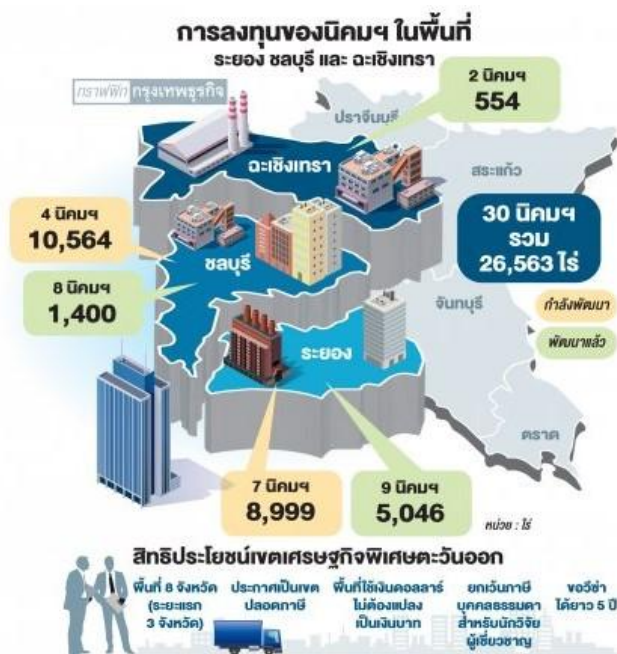 การลงทุนของนิคมฯ ในพื้นที่
ระยอง ชลบุรี และ ฉะเชิงเทรา
กราฟฟิก กรุงเทพธุรกิจ
2 นิคมฯ
554
ปราจีนบุรี
ฉะเชิงเทรา
สระแก้ว
4 นิคมฯ
10,564
ชลบุรี
30 นิคมฯ
รวม
26,563 ไร่
8 นิคมฯ
1,400
จันทบุรี
กำลังพัฒนา
พัฒนาแล้ว
ระยอง
ตราด
7 นิคมฯ
8,999
9 นิคมฯ
5,046
หน่วย : ไร่
สิทธิประโยชน์เขตเศรษฐกิจพิเศษตะวันออก
พื้นที่ 8 จังหวัด
(ระยะแรก
3 จังหวัด)
ประกาศเป็นเขต
ปลอดภาษี
พื้นที่ใช้เงินดอลลาร์
ไม่ต้องแปลง
เป็นเงินบาท
ยกเว้นภาษี
บุคคลธรรมดา
สำหรับนักวิจัย
ผู้เชี่ยวชาญ
ขอวีซ่า
ได้ยาว 5 ปี